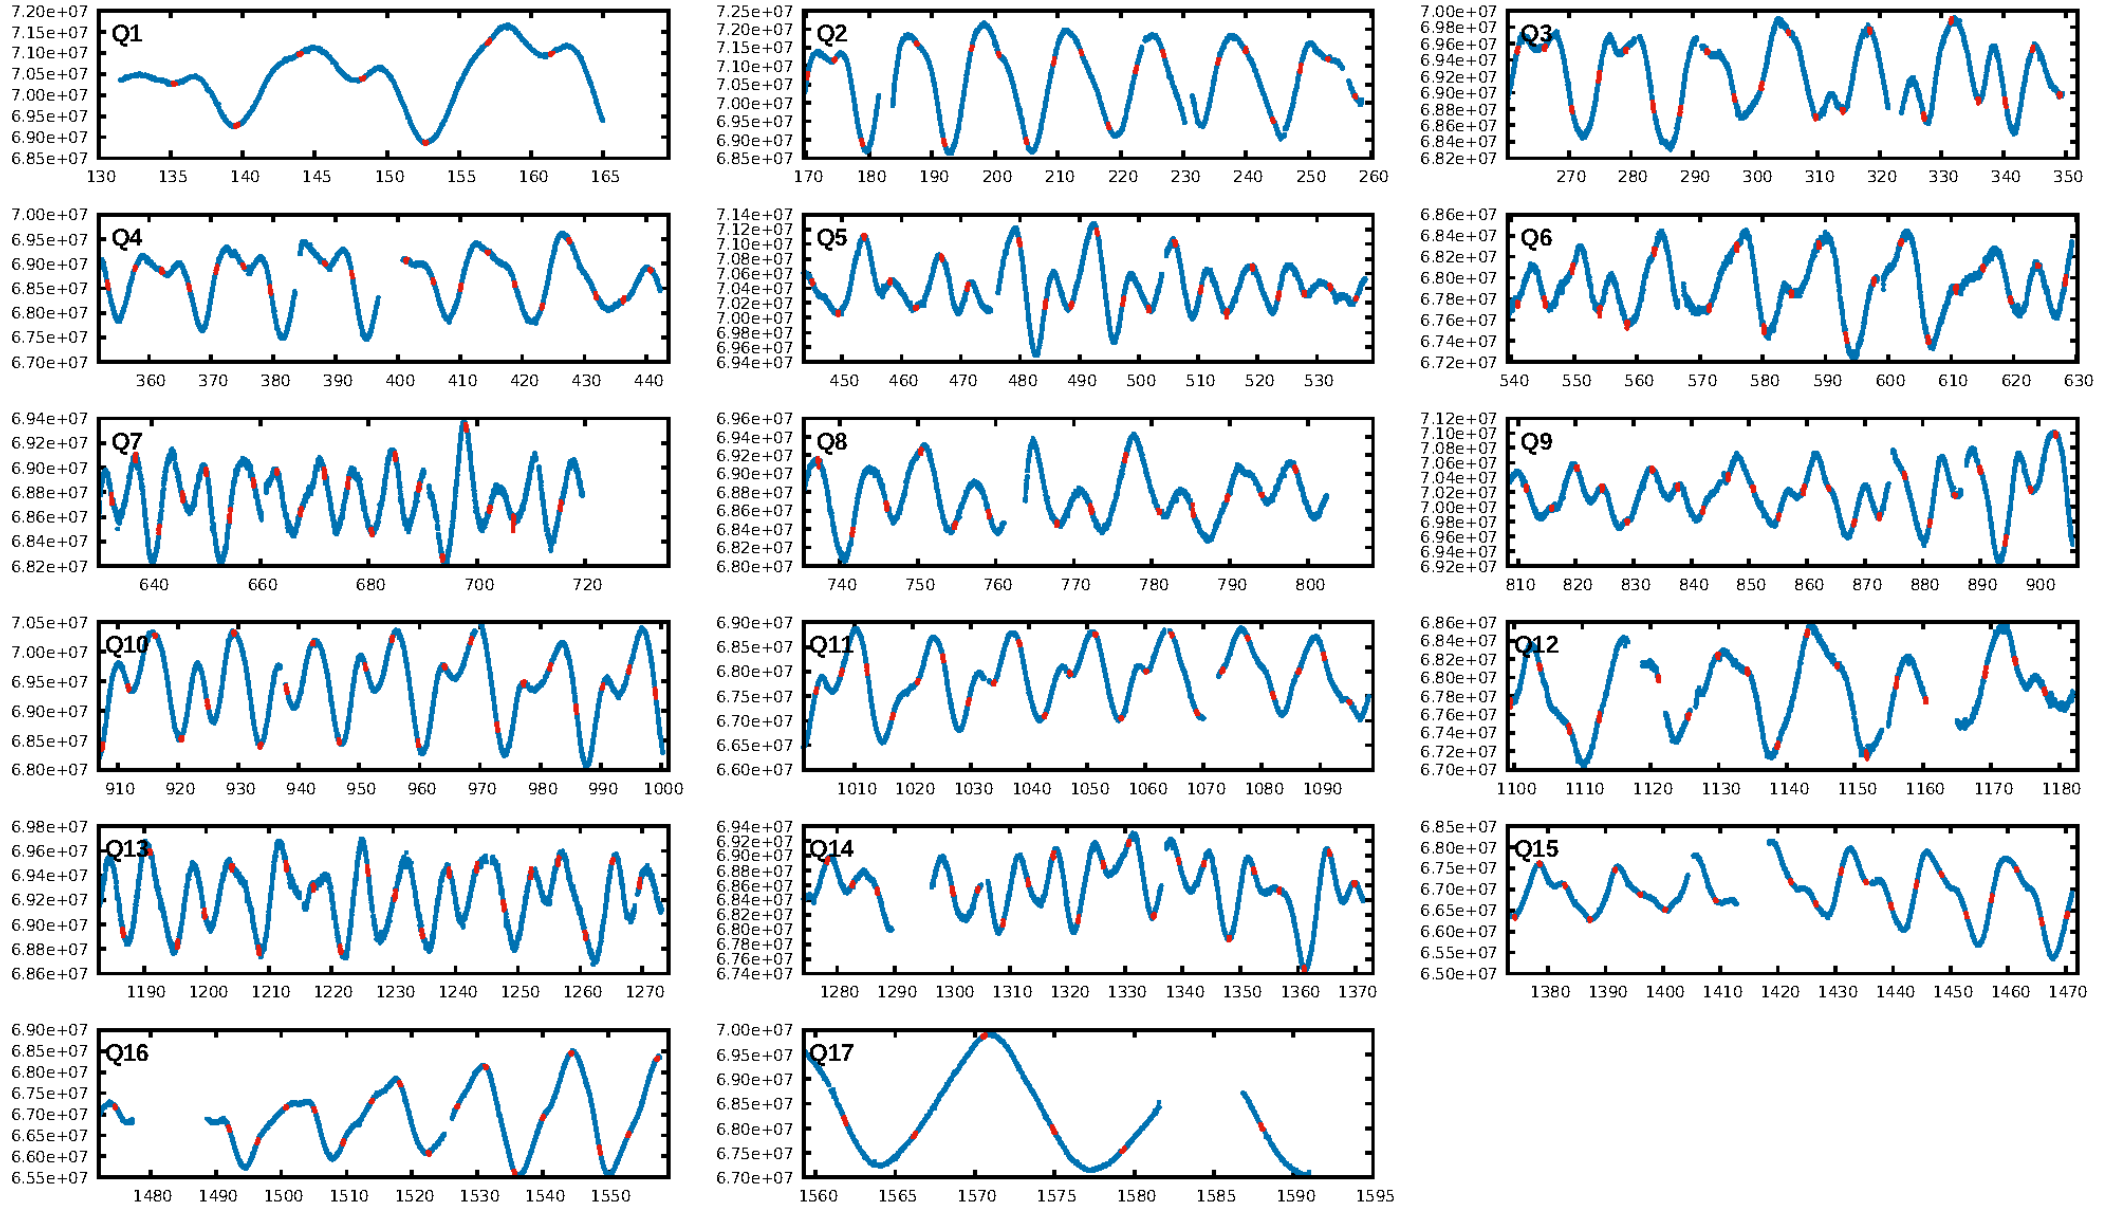 Q1
7.20e+07
7.15e+07
7.10e+07
7.05e+07
7.00e+07
6.95e+07
6.90e+07
6.85e+07
130 135 140 145 150 155 160 165
Q2
7.25e+07
7.20e+07
7.15e+07
7.10e+07
7.05e+07
7.00e+07
6.95e+07
6.90e+07
6.85e+07
170 180 190 200 210 220 230 240 250 260
Q3
7.00e+07
6.98e+07
6.96e+07
6.94e+07
6.92e+07
6.90e+07
6.88e+07
6.86e+07
6.84e+07
6.82e+07
270 280 290 300 310 320 330 340 350
Q4
7.00e+07
6.95e+07
6.90e+07
6.85e+07
6.80e+07
6.75e+07
6.70e+07
360 370 380 390 400 410 420 430 440
Q5
7.14e+07
7.12e+07
7.10e+07
7.08e+07
7.06e+07
7.04e+07
7.02e+07
7.00e+07
6.98e+07
6.96e+07
6.94e+07
450 460 470 480 490 500 510 520 530
Q6
6.86e+07
6.84e+07
6.82e+07
6.80e+07
6.78e+07
6.76e+07
6.74e+07
6.72e+07
540 550 560 570 580 590 600 610 620 630
Q7
6.94e+07
6.92e+07
6.90e+07
6.88e+07
6.86e+07
6.84e+07
6.82e+07
640 660 680 700 720
Q8
6.96e+07
6.94e+07
6.92e+07
6.90e+07
6.88e+07
6.86e+07
6.84e+07
6.82e+07
6.80e+07
740 750 760 770 780 790 800
Q9
7.12e+07
7.10e+07
7.08e+07
7.06e+07
7.04e+07
7.02e+07
7.00e+07
6.98e+07
6.96e+07
6.94e+07
6.92e+07
810 820 830 840 850 860 870 880 890 900
Q10
7.05e+07
7.00e+07
6.95e+07
6.90e+07
6.85e+07
6.80e+07
910 920 930 940 950 960 970 980 990 1000
Q11
6.90e+07
6.85e+07
6.80e+07
6.75e+07
6.70e+07
6.65e+07
6.60e+07
1010 1020 1030 1040 1050 1060 1070 1080 1090
Q12
6.86e+07
6.84e+07
6.82e+07
6.80e+07
6.78e+07
6.76e+07
6.74e+07
6.72e+07
6.70e+07
1100 1110 1120 1130 1140 1150 1160 1170 1180
Q13
6.98e+07
6.96e+07
6.94e+07
6.92e+07
6.90e+07
6.88e+07
6.86e+07
1190 1200 1210 1220 1230 1240 1250 1260 1270
Q14
6.94e+07
6.92e+07
6.90e+07
6.88e+07
6.86e+07
6.84e+07
6.82e+07
6.80e+07
6.78e+07
6.76e+07
6.74e+07
1280 1290 1300 1310 1320 1330 1340 1350 1360 1370
Q15
6.85e+07
6.80e+07
6.75e+07
6.70e+07
6.65e+07
6.60e+07
6.55e+07
6.50e+07
1380 1390 1400 1410 1420 1430 1440 1450 1460 1470
Q16
6.90e+07
6.85e+07
6.80e+07
6.75e+07
6.70e+07
6.65e+07
6.60e+07
6.55e+07
1480 1490 1500 1510 1520 1530 1540 1550
Q17
7.00e+07
6.95e+07
6.90e+07
6.85e+07
6.80e+07
6.75e+07
6.70e+07
1560 1565 1570 1575 1580 1585 1590 1595